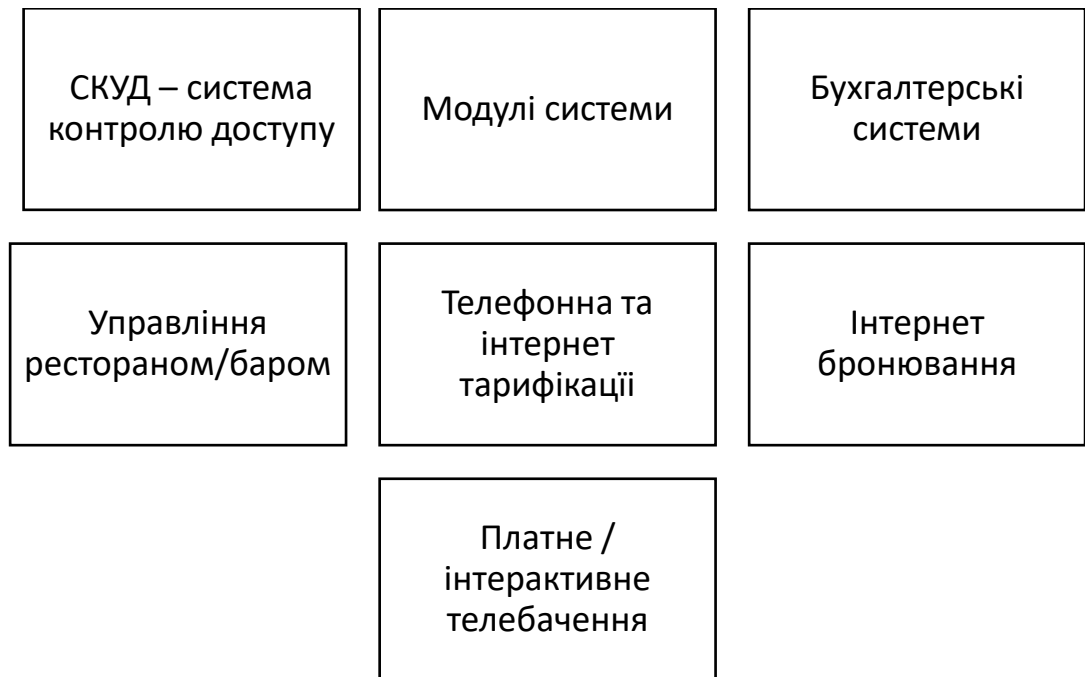 СКУД – система
контролю доступу
Модулі системи
Бухгалтерські
системи
Управління
рестораном/баром
Телефонна та
інтернет
тарифікацїї
Інтернет
бронювання
Платне /
інтерактивне
телебачення